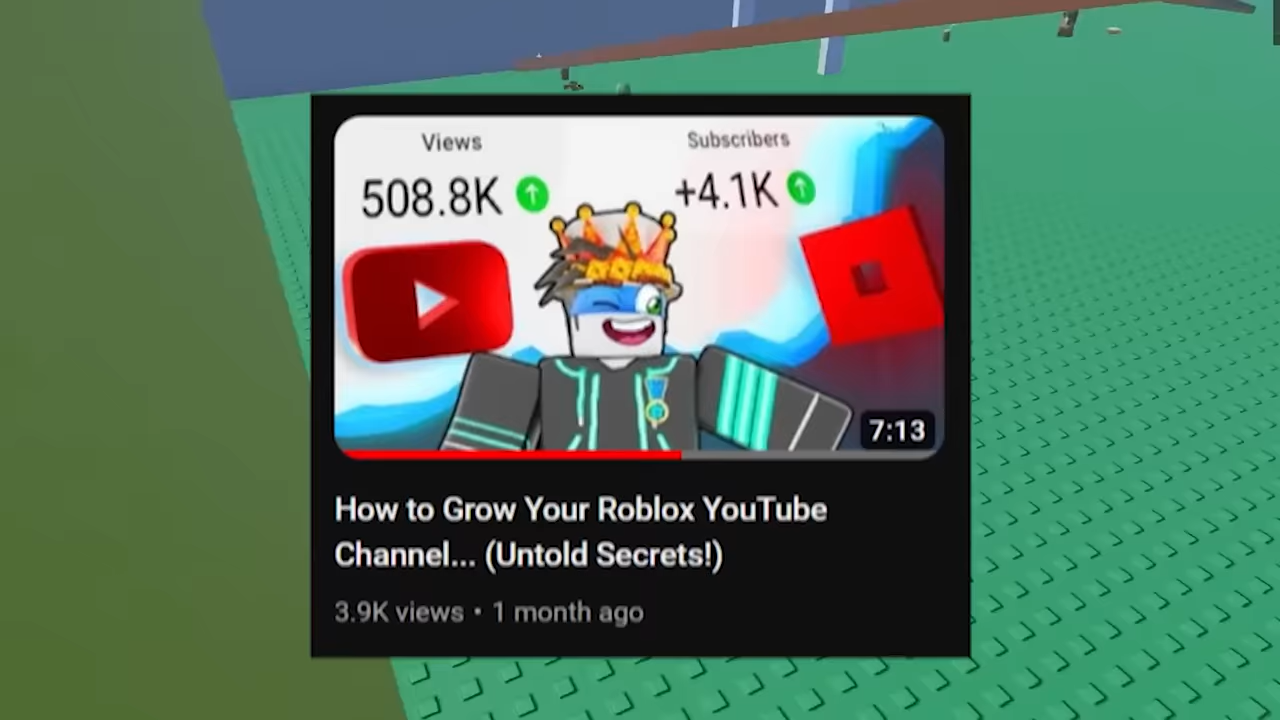 Views
Subscribers
508.8K
+4.1K
7:13
How to Grow Your Roblox YouTube
Channel... (Untold Secrets!)
3.9K views • 1 month ago